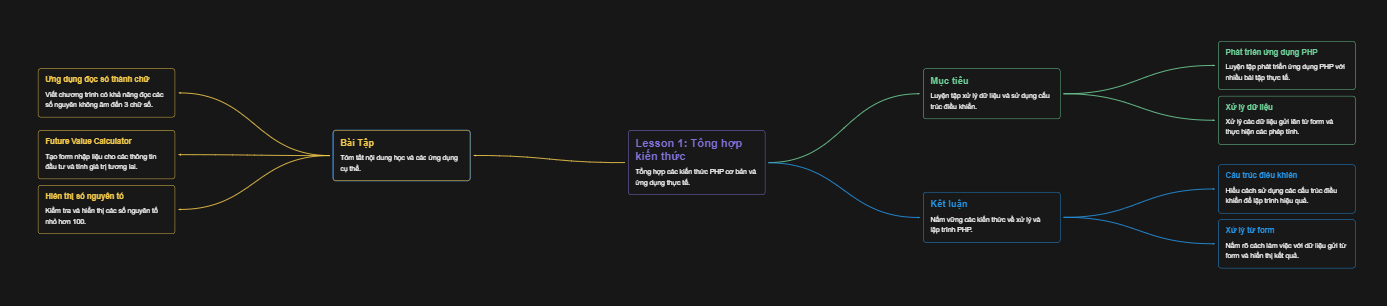 Ứng dụng đọc số thành chữ
Viết chương trình có khả năng đọc các
số nguyên không âm đến 3 chữ số.
Future Value Calculator
Tạo form nhập liệu cho các thông tin
đầu tư và tính giá trị tương lai.
Hiển thị số nguyên tố
Kiểm tra và hiển thị các số nguyên tố
nhỏ hơn 100.
Bài Tập
Tóm tắt nội dung học và các ứng dụng
cụ thể.
Lesson 1: Tổng hợp
kiến thức
Tổng hợp các kiến thức PHP cơ bản và
ứng dụng thực tế.
Mục tiêu
Luyện tập xử lý dữ liệu và sử dụng cấu
trúc điều khiển.
Phát triển ứng dụng PHP
Luyện tập phát triển ứng dụng PHP với
nhiều bài tập thực tế.
Xử lý dữ liệu
Xử lý các dữ liệu gửi lên từ form và
thực hiện các phép tính.
Kết luận
Nắm vững các kiến thức về xử lý và
lập trình PHP.
Cấu trúc điều khiển
Hiểu cách sử dụng các cấu trúc điều
khiển để lập trình hiệu quả.
Xử lý từ form
Nắm rõ cách làm việc với dữ liệu gửi từ
form và hiển thị kết quả.